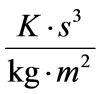 K · s³
kg · m²